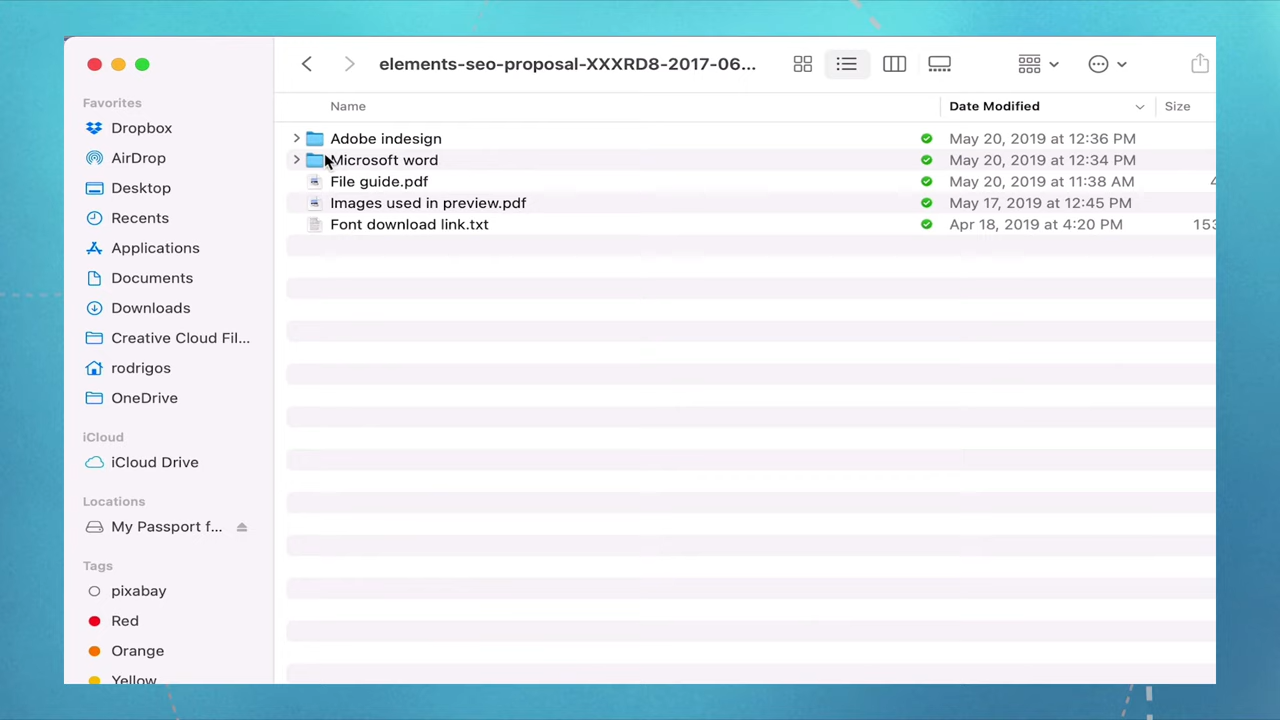 elements-seo-proposal-XXXRD8-2017-06...
Favorites
Dropbox
AirDrop
Desktop
Recents
Applications
Documents
Downloads
Creative Cloud Fil...
rodrigos
OneDrive
iCloud
iCloud Drive
Locations
My Passport f...
Tags
pixabay
Red
Orange
Yellow
Name Date Modified Size
Adobe indesign May 20, 2019 at 12:36 PM
Microsoft word May 20, 2019 at 12:34 PM
File guide.pdf May 20, 2019 at 11:38 AM
Images used in preview.pdf May 17, 2019 at 12:45 PM
Font download link.txt Apr 18, 2019 at 4:20 PM 153